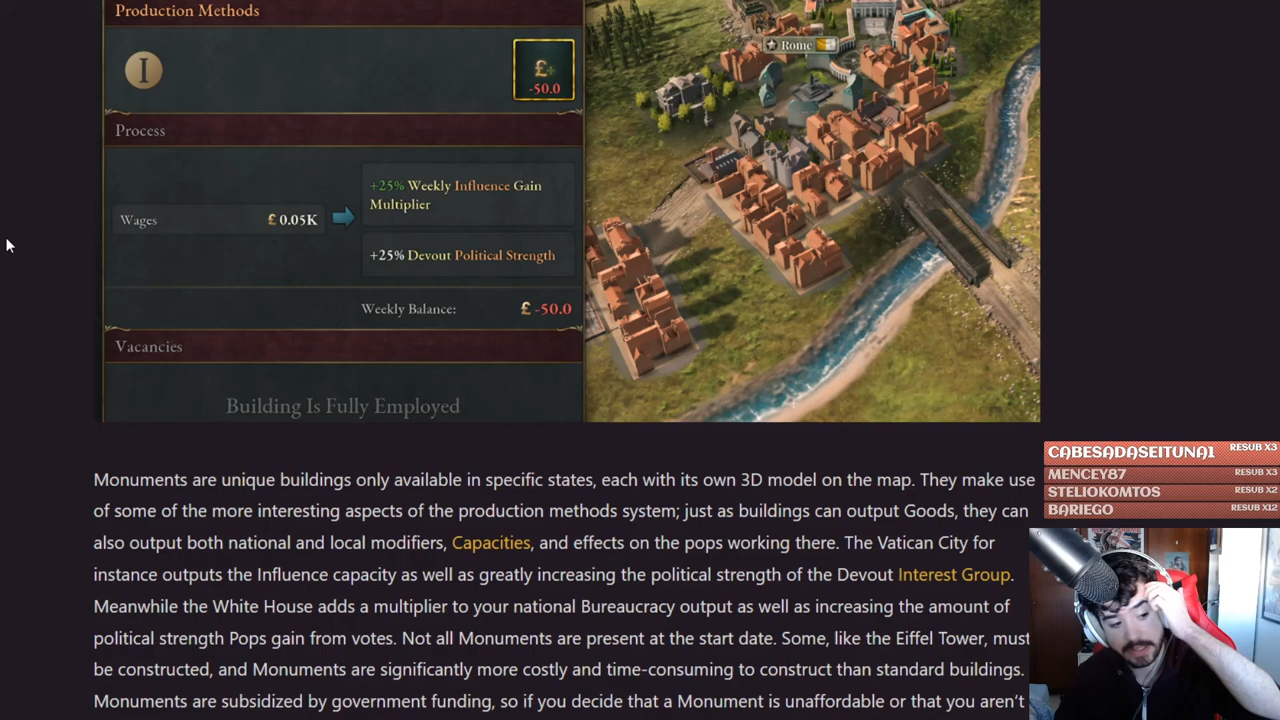 Production Methods
I
£+
-50.0
Rome
Process
Wages £ 0.05K
+25% Weekly Influence Gain
Multiplier
+25% Devout Political Strength
Weekly Balance: £ -50.0
Vacancies
Building Is Fully Employed
Monuments are unique buildings only available in specific states, each with its own 3D model on the map. They make use
of some of the more interesting aspects of the production methods system; just as buildings can output Goods, they can
also output both national and local modifiers, Capacities, and effects on the pops working there. The Vatican City for
instance outputs the Influence capacity as well as greatly increasing the political strength of the Devout Interest Group.
Meanwhile the White House adds a multiplier to your national Bureaucracy output as well as increasing the amount of
political strength Pops gain from votes. Not all Monuments are present at the start date. Some, like the Eiffel Tower, must
be constructed, and Monuments are significantly more costly and time-consuming to construct than standard buildings.
Monuments are subsidized by government funding, so if you decide that a Monument is unaffordable or that you aren't
CABESADASEITUNA1 RESUB X3
MENCEY87 RESUB X3
STELIOKOMTOS RESUB X2
BARIEGO RESUB X12